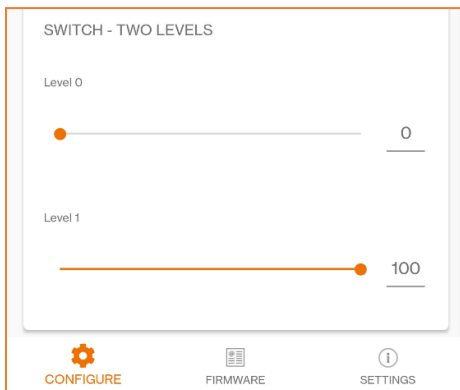 SWITCH - TWO LEVELS
Level 0
0
Level 1
100
CONFIGURE FIRMWARE SETTINGS